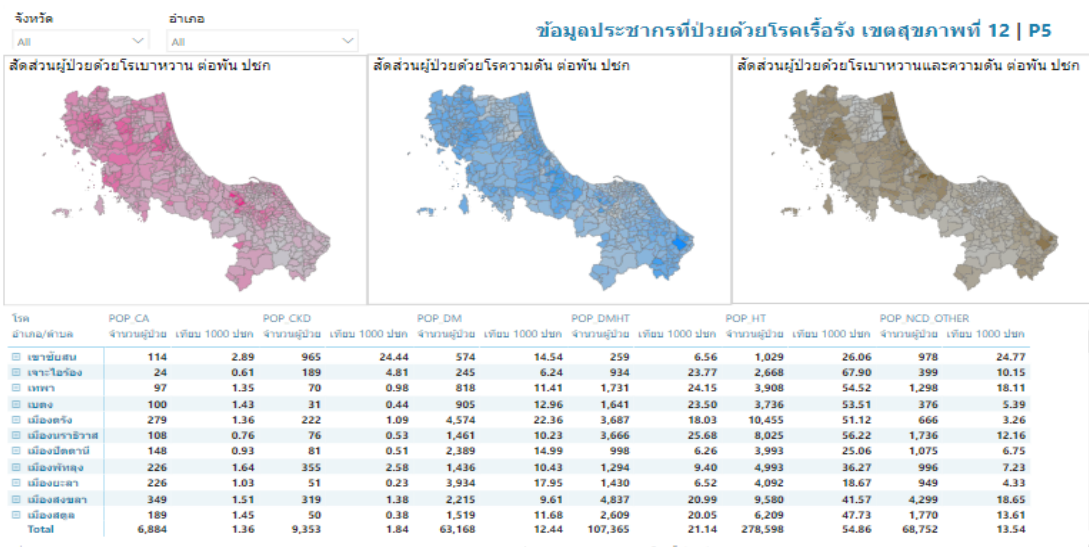 จังหวัด อำเภอ
All All
ข้อมูลประชากรที่ป่วยด้วยโรคเรื้อรัง เขตสุขภาพที่ 12 | P5
สัดส่วนผู้ป่วยด้วยโรเบาหวาน ต่อพัน ปชก
สัดส่วนผู้ป่วยด้วยโรความดัน ต่อพัน ปชก
สัดส่วนผู้ป่วยด้วยโรเบาหวานและความดัน ต่อพัน ปชก
โรค POP_CA POP_CKD POP_DM POP_DMHT POP_HT POP_NCD_OTHER
อำเภอ/ตำบล จำนวนผู้ป่วย เทียบ 1000 ปชก จำนวนผู้ป่วย เทียบ 1000 ปชก จำนวนผู้ป่วย เทียบ 1000 ปชก จำนวนผู้ป่วย เทียบ 1000 ปชก จำนวนผู้ป่วย เทียบ 1000 ปชก จำนวนผู้ป่วย เทียบ 1000 ปชก
เขาชัยสน 114 2.89 965 24.44 574 14.54 259 6.56 1,029 26.06 978 24.77
เจาะไอร้อง 24 0.61 189 4.81 245 6.24 934 23.77 2,668 67.90 399 10.15
เทพา 97 1.35 70 0.98 818 11.41 1,731 24.15 3,908 54.52 1,298 18.11
เบตง 100 1.43 31 0.44 905 12.96 1,641 23.50 3,736 53.51 376 5.39
เมืองตรัง 279 1.36 222 1.09 4,574 22.36 3,687 18.03 10,455 51.12 666 3.26
เมืองนราธิวาส 108 0.76 76 0.53 1,461 10.23 3,666 25.68 8,025 56.22 1,736 12.16
เมืองปัตตานี 148 0.93 81 0.51 2,389 14.99 998 6.26 3,993 25.06 1,075 6.75
เมืองพัทลุง 226 1.64 355 2.58 1,436 10.43 1,294 9.40 4,993 36.27 996 7.23
เมืองยะลา 226 1.03 51 0.23 3,934 17.95 1,430 6.52 4,092 18.67 949 4.33
เมืองสงขลา 349 1.51 319 1.38 2,215 9.61 4,837 20.99 9,580 41.57 4,299 18.65
เมืองสตูล 189 1.45 50 0.38 1,519 11.68 2,609 20.05 6,209 47.73 1,770 13.61
Total 6,884 1.36 9,353 1.84 63,168 12.44 107,365 21.14 278,598 54.86 68,752 13.54